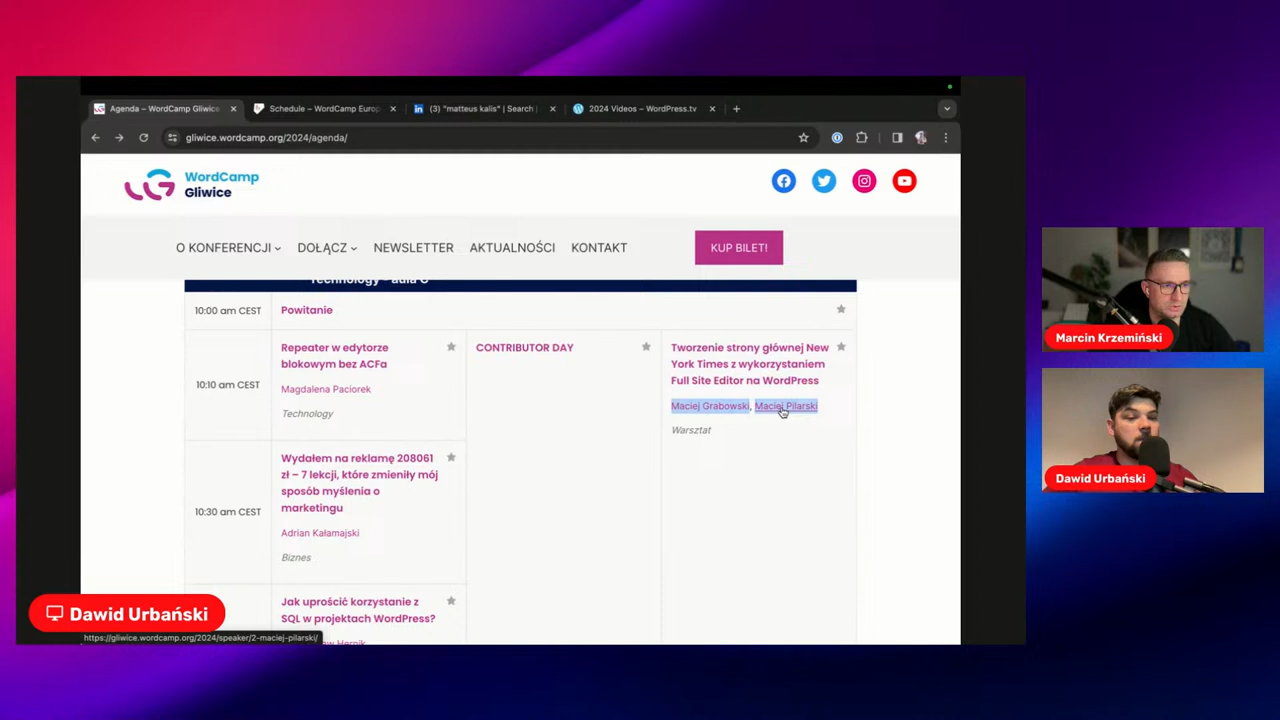 Agenda – WordCamp Gliwice
Schedule – WordCamp Europ
(3) "matteus kalis" | Search |
2024 Videos – WordPress.tv
gliwice.wordcamp.org/2024/agenda/
WordCamp
Gliwice
O KONFERENCJI
DOŁĄCZ
NEWSLETTER
AKTUALNOŚCI
KONTAKT
KUP BILET!
Technology - aula C
10:00 am CEST
Powitanie
10:10 am CEST
Repeater w edytorze
blokowym bez ACFa
Magdalena Paciorek
Technology
CONTRIBUTOR DAY
Tworzenie strony głównej New
York Times z wykorzystaniem
Full Site Editor na WordPress
Maciej Grabowski, Maciej Pilarski
Warsztat
10:30 am CEST
Wydałem na reklamę 208061
zł – 7 lekcji, które zmieniły mój
sposób myślenia o
marketingu
Adrian Kałamajski
Biznes
Jak uprościć korzystanie z
SQL w projektach WordPress?
Hernik
https://gliwice.wordcamp.org/2024/speaker/2-maciej-pilarski/
Dawid Urbański
Marcin Krzemiński
Dawid Urbański